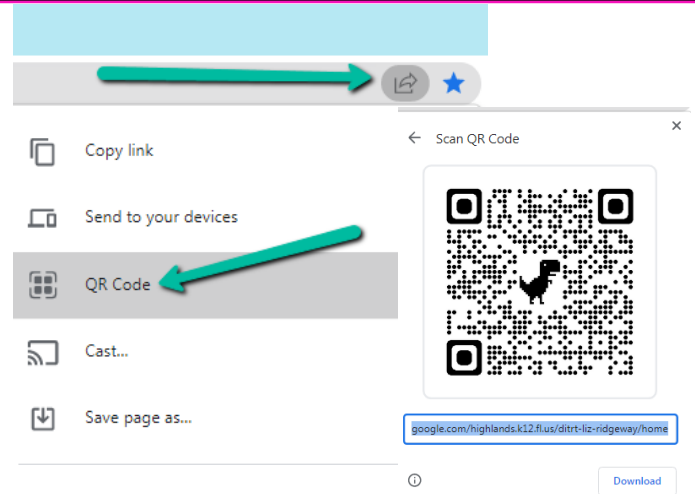 Copy link
Send to your devices
QR Code
Cast...
Save page as...
Scan QR Code
google.com/highlands.k12.fl.us/ditrt-liz-ridgeway/home
Download